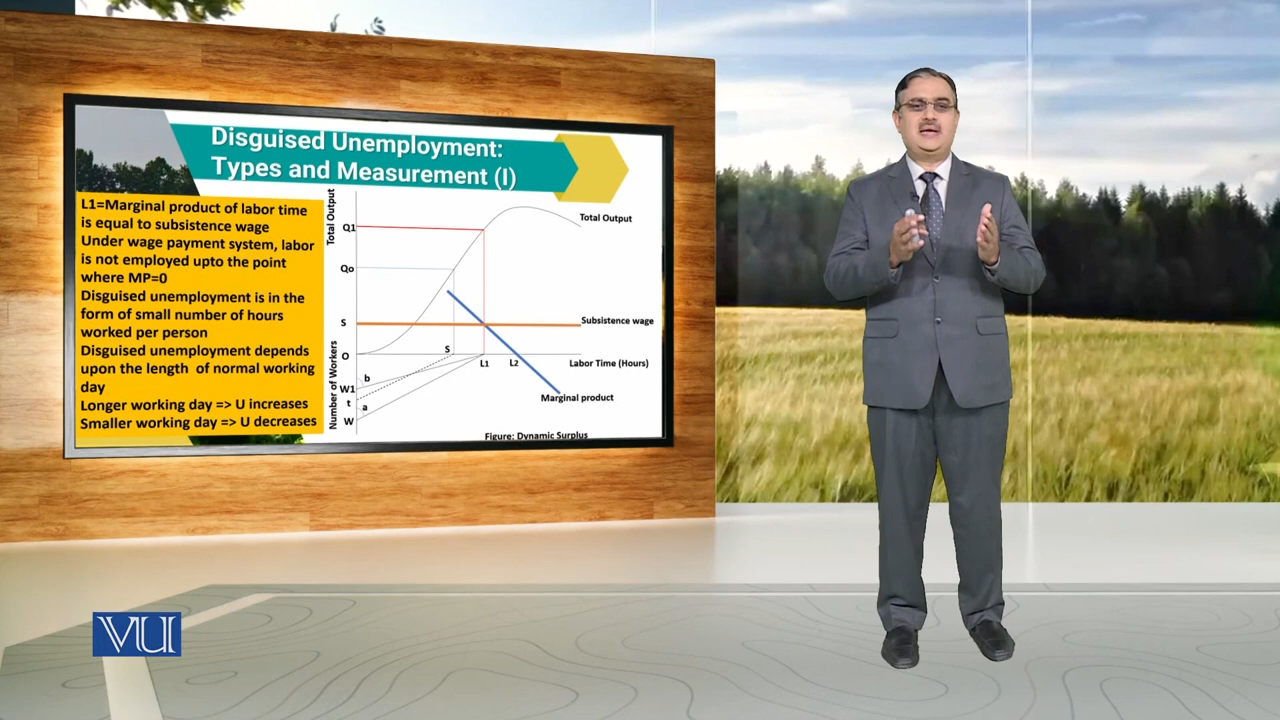 Disguised Unemployment:
Types and Measurement (I)
L1=Marginal product of labor time
is equal to subsistence wage
Under wage payment system, labor
is not employed upto the point
where MP=0
Disguised unemployment is in the
form of small number of hours
worked per person
Disguised unemployment depends
upon the length of normal working
day
Longer working day => U increases
Smaller working day => U decreases
Total Output
Q1
Total Output
Qo
S
Subsistence wage
O
S
L1
L2
Labor Time (Hours)
Number of Workers
b
W1
t
a
W
Marginal product
Figure: Dynamic Surplus
VU